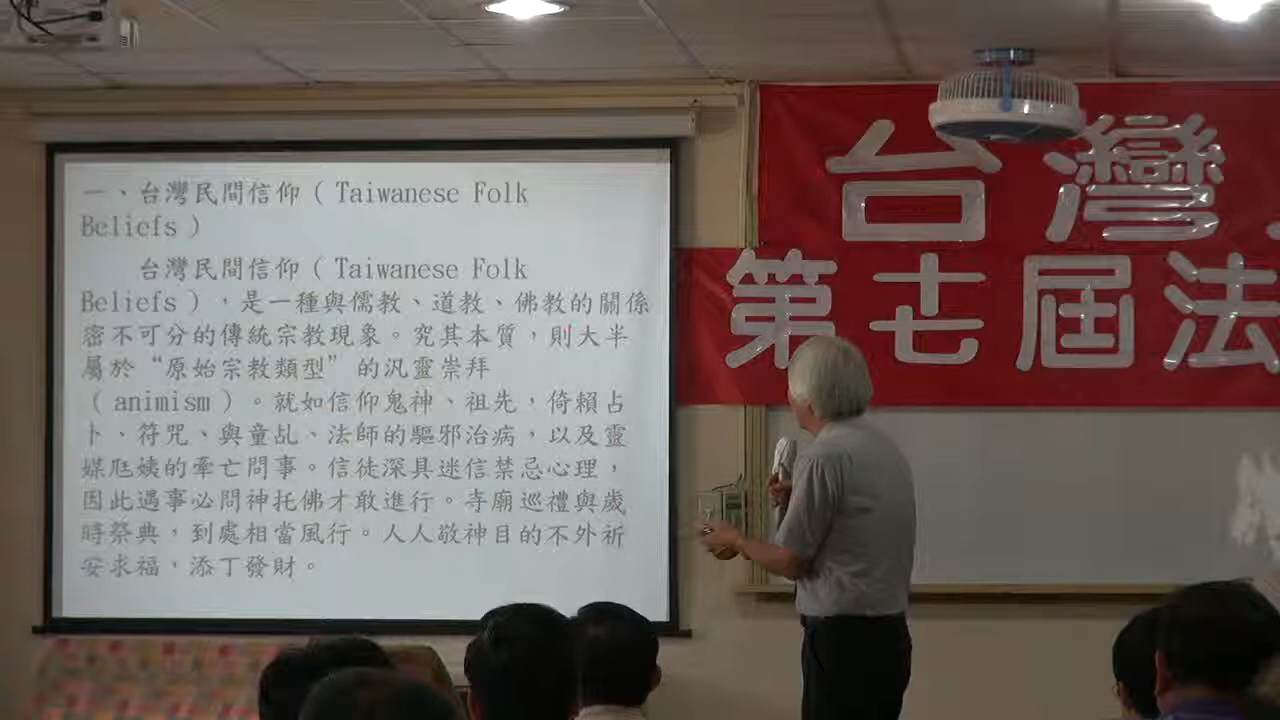 一、台灣民間信仰（Taiwanese Folk
Beliefs）
台灣民間信仰（Taiwanese Folk
Beliefs），是一種與儒教、道教、佛教的關係
密不可分的傳統宗教現象。究其本質，則大半
屬於“原始宗教類型”的汎靈崇拜
（animism）。就如信仰鬼神、祖先，倚賴占
卜、符咒、與童乩、法師的驅邪治病，以及靈
媒尫姨的牽亡問事。信徒深具迷信禁忌心理，
因此遇事必問神托佛才敢進行。寺廟巡禮與歲
時祭典，到處相當風行。人人敬神目的不外祈
安求福，添丁發財。
台灣
第七屆法